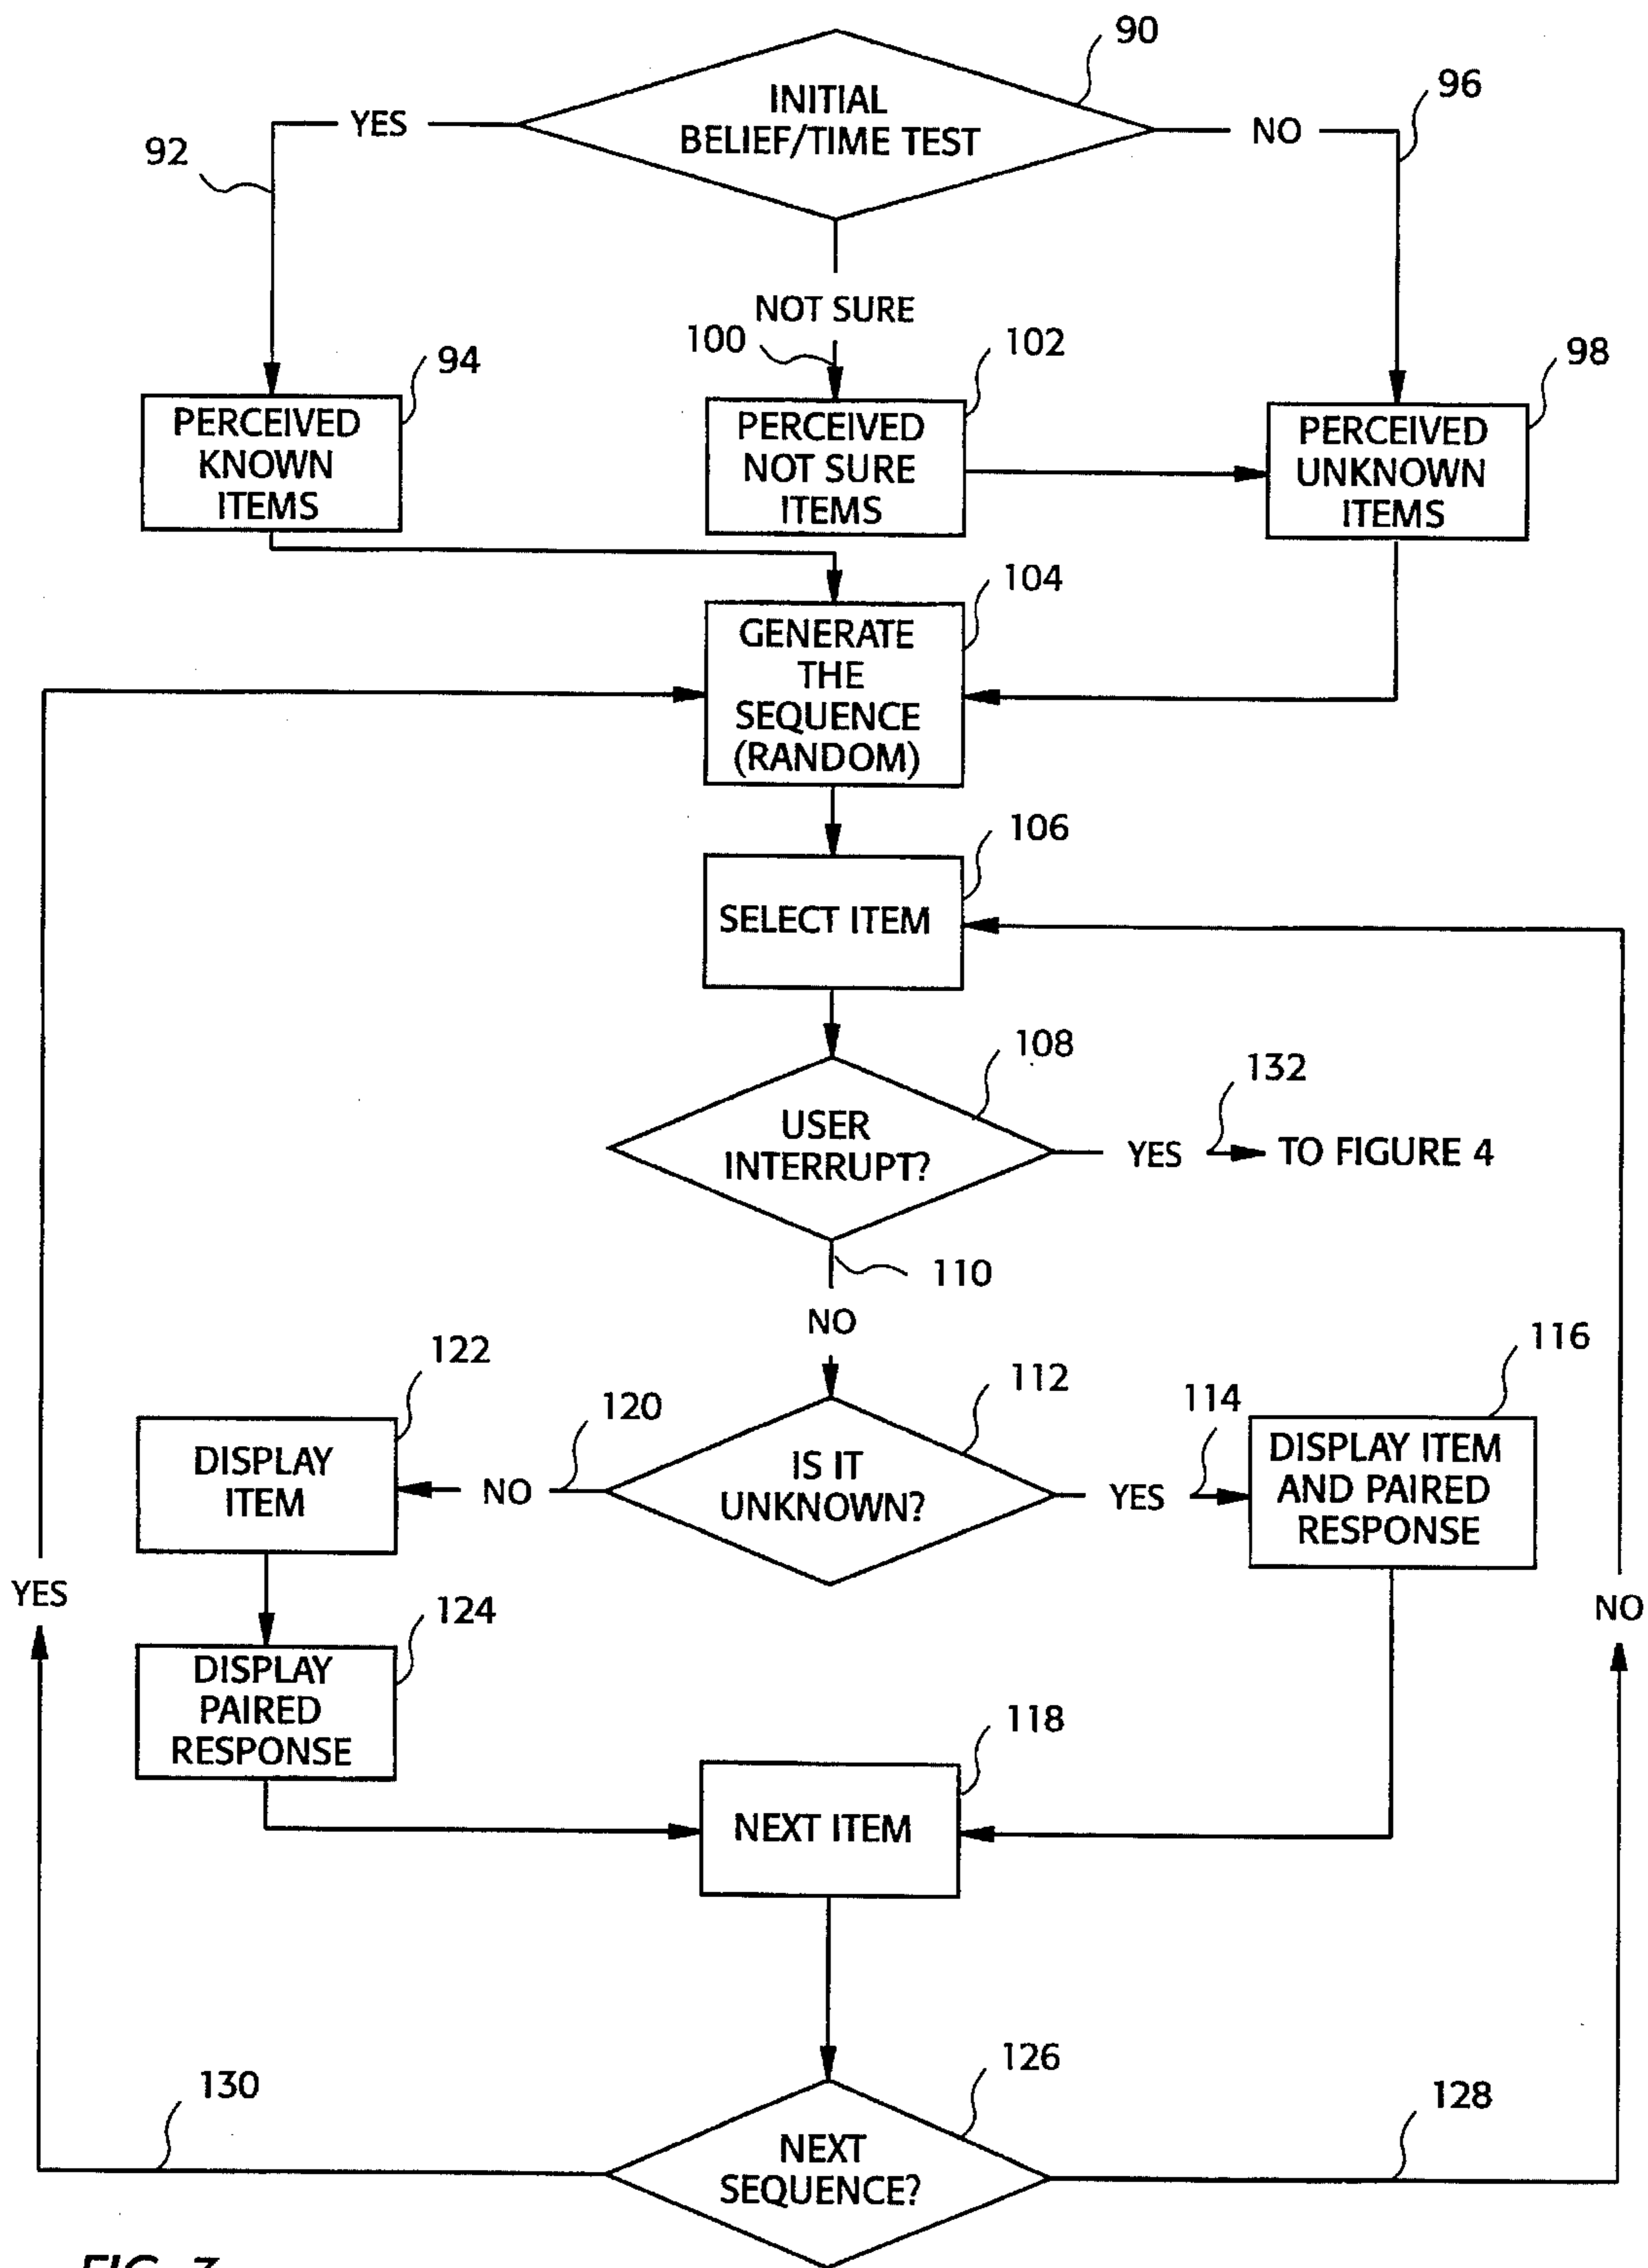 90
INITIAL
BELIEF/TIME TEST
YES
NO
96
92
NOT SURE
100
102
94
98
PERCEIVED
KNOWN
ITEMS
PERCEIVED
NOT SURE
ITEMS
PERCEIVED
UNKNOWN
ITEMS
104
GENERATE
THE
SEQUENCE
(RANDOM)
106
SELECT ITEM
108
USER
INTERRUPT?
YES
132
TO FIGURE 4
110
NO
112
IS IT
UNKNOWN?
120
NO
122
DISPLAY
ITEM
114
YES
116
DISPLAY ITEM
AND PAIRED
RESPONSE
YES
NO
124
DISPLAY
PAIRED
RESPONSE
118
NEXT ITEM
126
NEXT
SEQUENCE?
130
128
FIG. 3